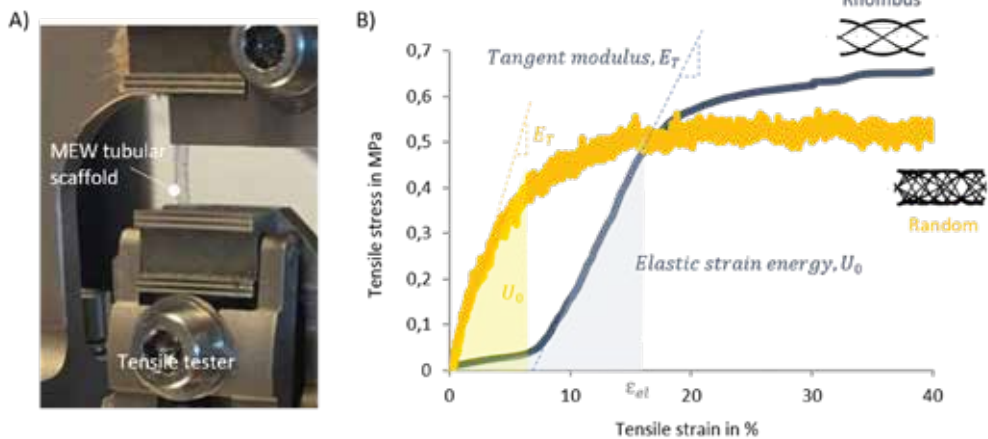 A)
MEW tubular
scaffold
Tensile tester
B)
Rhombus
Tangent modulus, E_T
E_T
Random
Elastic strain energy, U_0
U_0
ε_el
Tensile stress in MPa
0,7
0,6
0,5
0,4
0,3
0,2
0,1
0
0
10
20
30
40
Tensile strain in %